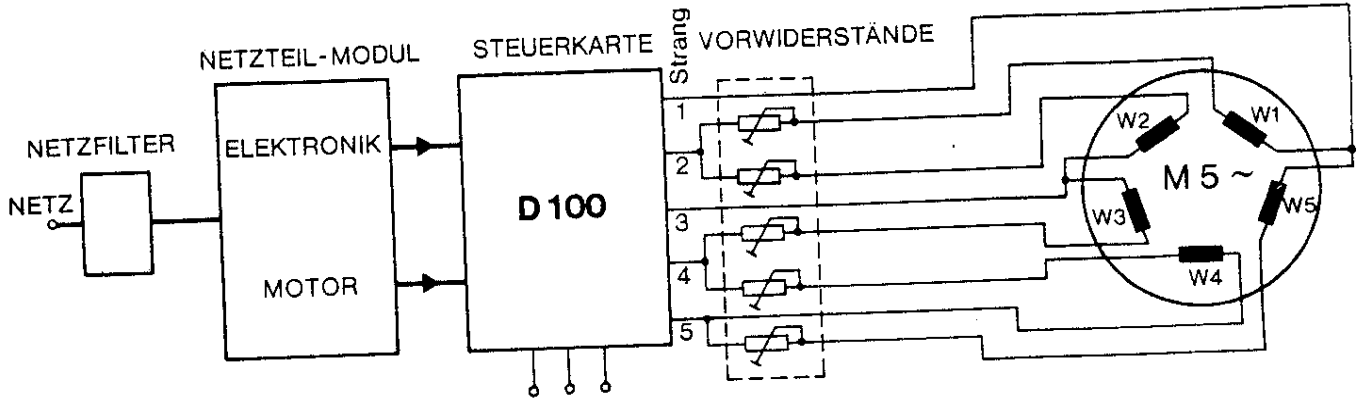 NETZFILTER
NETZ
NETZTEIL-MODUL
ELEKTRONIK
MOTOR
STEUERKARTE
D 100
Strang
1
2
3
4
5
VORWIDERSTÄNDE
W2
W1
M 5 ~
W3
W5
W4